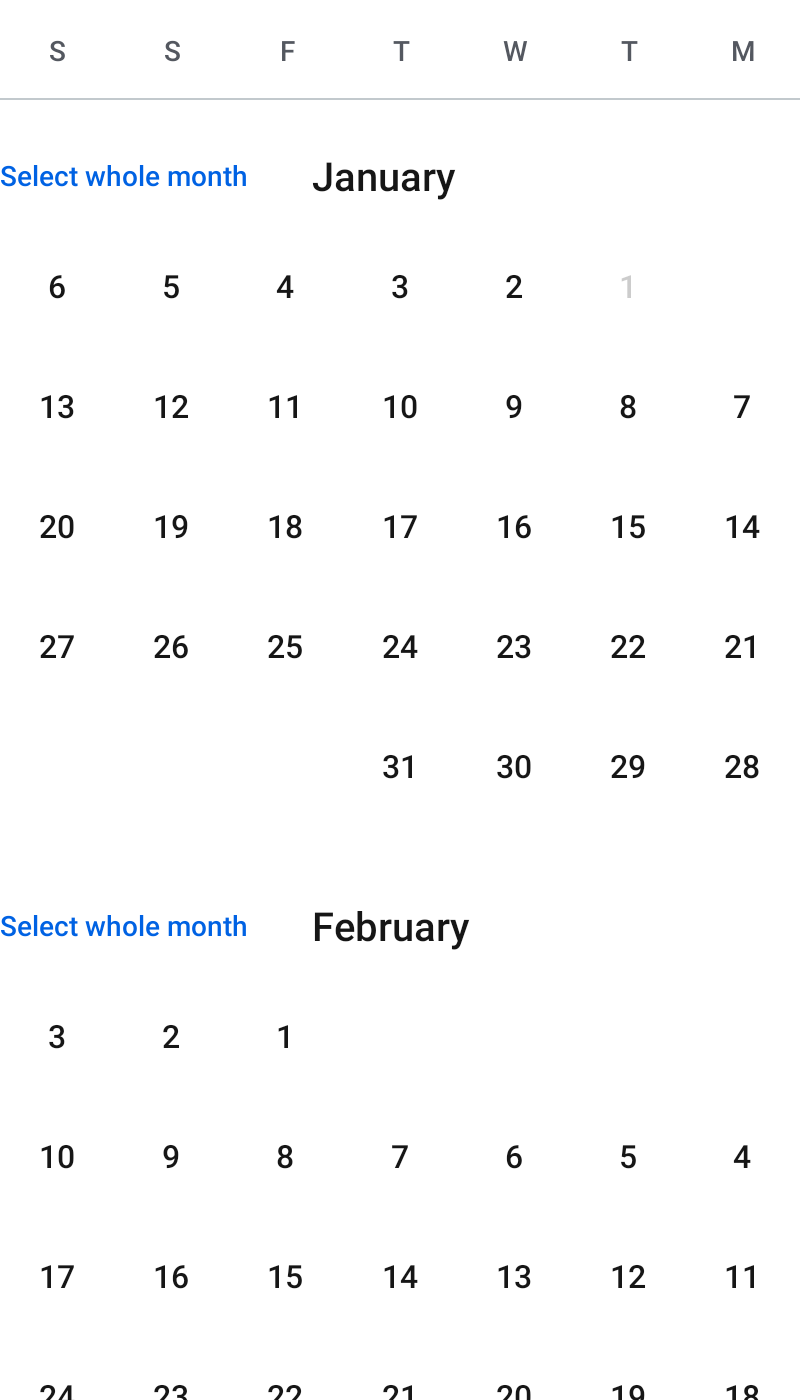 S S F T W T M
Select whole month January
6 5 4 3 2 1
13 12 11 10 9 8 7
20 19 18 17 16 15 14
27 26 25 24 23 22 21
31 30 29 28
Select whole month February
3 2 1
10 9 8 7 6 5 4
17 16 15 14 13 12 11
24 23 22 21 20 19 18